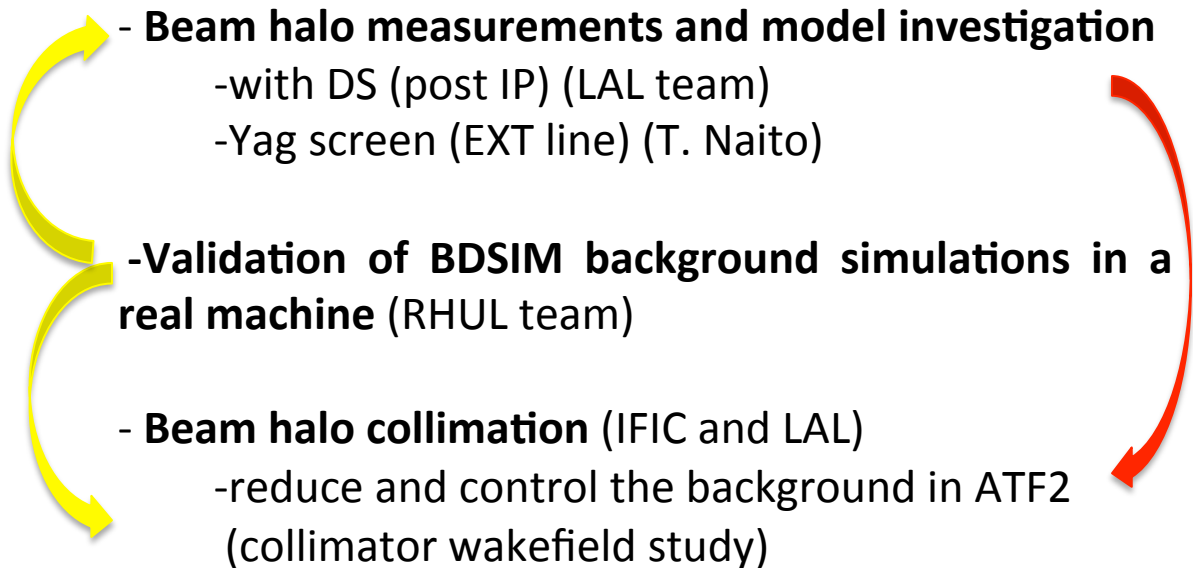 - Beam halo measurements and model investigation
-with DS (post IP) (LAL team)
-Yag screen (EXT line) (T. Naito)
-Validation of BDSIM background simulations in a
real machine (RHUL team)
- Beam halo collimation (IFIC and LAL)
-reduce and control the background in ATF2
(collimator wakefield study)